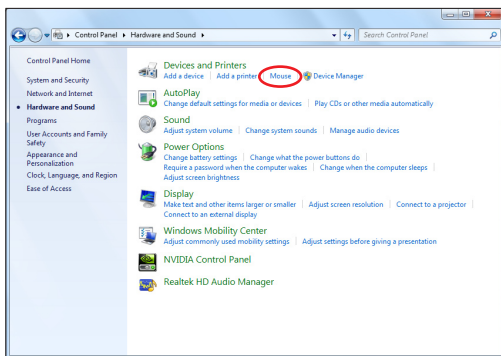 Control Panel ▸ Hardware and Sound ▸
Search Control Panel
Control Panel Home
System and Security
Network and Internet
Hardware and Sound
Programs
User Accounts and Family
Safety
Appearance and
Personalization
Clock, Language, and Region
Ease of Access
Devices and Printers
Add a device | Add a printer | Mouse | Device Manager
AutoPlay
Change default settings for media or devices | Play CDs or other media automatically
Sound
Adjust system volume | Change system sounds | Manage audio devices
Power Options
Change battery settings | Change what the power buttons do |
Require a password when the computer wakes | Change when the computer sleeps |
Adjust screen brightness
Display
Make text and other items larger or smaller | Adjust screen resolution | Connect to a projector |
Connect to an external display
Windows Mobility Center
Adjust commonly used mobility settings | Adjust settings before giving a presentation
NVIDIA Control Panel
Realtek HD Audio Manager